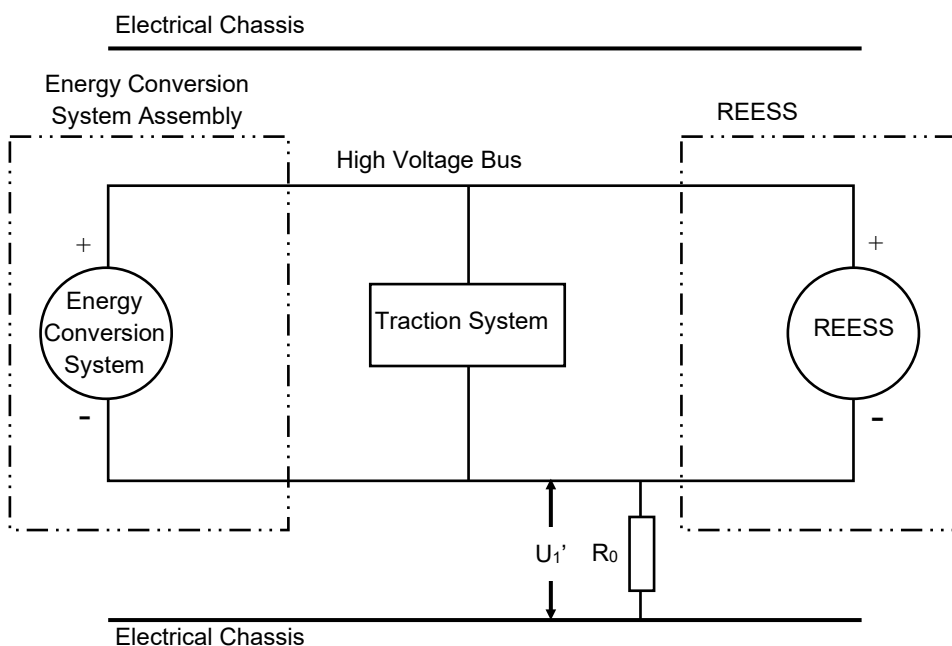 Electrical Chassis
Energy Conversion
System Assembly
REESS
High Voltage Bus
+
+
Energy
Conversion
System
Traction System
REESS
-
-
U₁’
R₀
Electrical Chassis